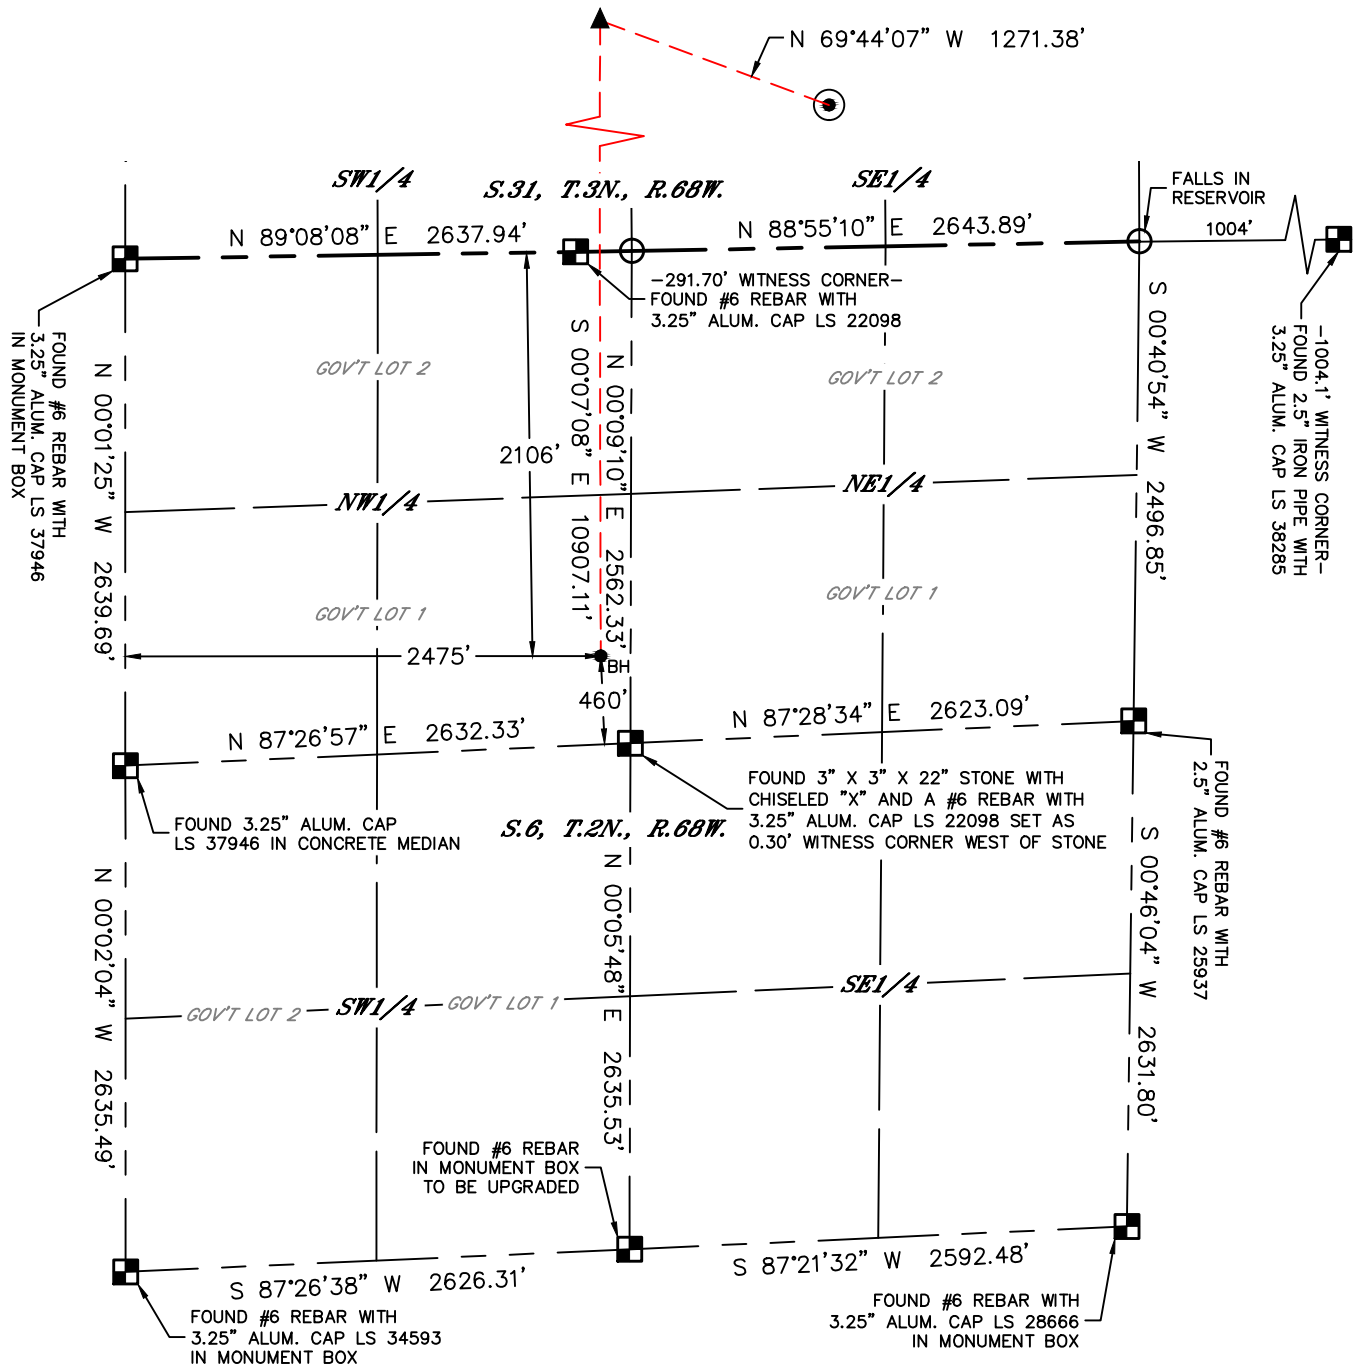 N 69°44'07" W 1271.38'
SW1/4
S.31, T.3N., R.68W.
SE1/4
FALLS IN
RESERVOIR
N 89°08'08" E 2637.94'
N 88°55'10" E 2643.89'
1004'
-291.70' WITNESS CORNER-
FOUND #6 REBAR WITH
3.25" ALUM. CAP LS 22098
-1004.1' WITNESS CORNER-
FOUND 2.5" IRON PIPE WITH
3.25" ALUM. CAP LS 38285
FOUND #6 REBAR WITH
3.25" ALUM. CAP LS 37946
IN MONUMENT BOX
N 00°01'25" W 2639.69'
GOV'T LOT 2
S 00°07'08" E 10907.11'
N 00°09'10" E 2562.33'
GOV'T LOT 2
S 00°40'54" W 2496.85'
2106'
NW1/4
NE1/4
GOV'T LOT 1
GOV'T LOT 1
2475'
BH
460'
N 87°26'57" E 2632.33'
N 87°28'34" E 2623.09'
FOUND 3" X 3" X 22" STONE WITH
CHISELED "X" AND A #6 REBAR WITH
3.25" ALUM. CAP LS 22098 SET AS
0.30' WITNESS CORNER WEST OF STONE
FOUND #6 REBAR WITH
2.5" ALUM. CAP LS 25937
FOUND 3.25" ALUM. CAP
LS 37946 IN CONCRETE MEDIAN
S.6, T.2N., R.68W.
N 00°02'04" W 2635.49'
N 00°05'48" E 2635.53'
S 00°46'04" W 2631.80'
GOV'T LOT 2
SW1/4
GOV'T LOT 1
SE1/4
FOUND #6 REBAR
IN MONUMENT BOX
TO BE UPGRADED
S 87°26'38" W 2626.31'
S 87°21'32" W 2592.48'
FOUND #6 REBAR WITH
3.25" ALUM. CAP LS 34593
IN MONUMENT BOX
FOUND #6 REBAR WITH
3.25" ALUM. CAP LS 28666
IN MONUMENT BOX